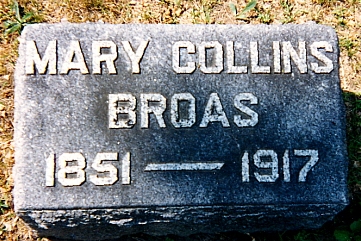 MARY COLLINS
BROAS
1851 — 1917